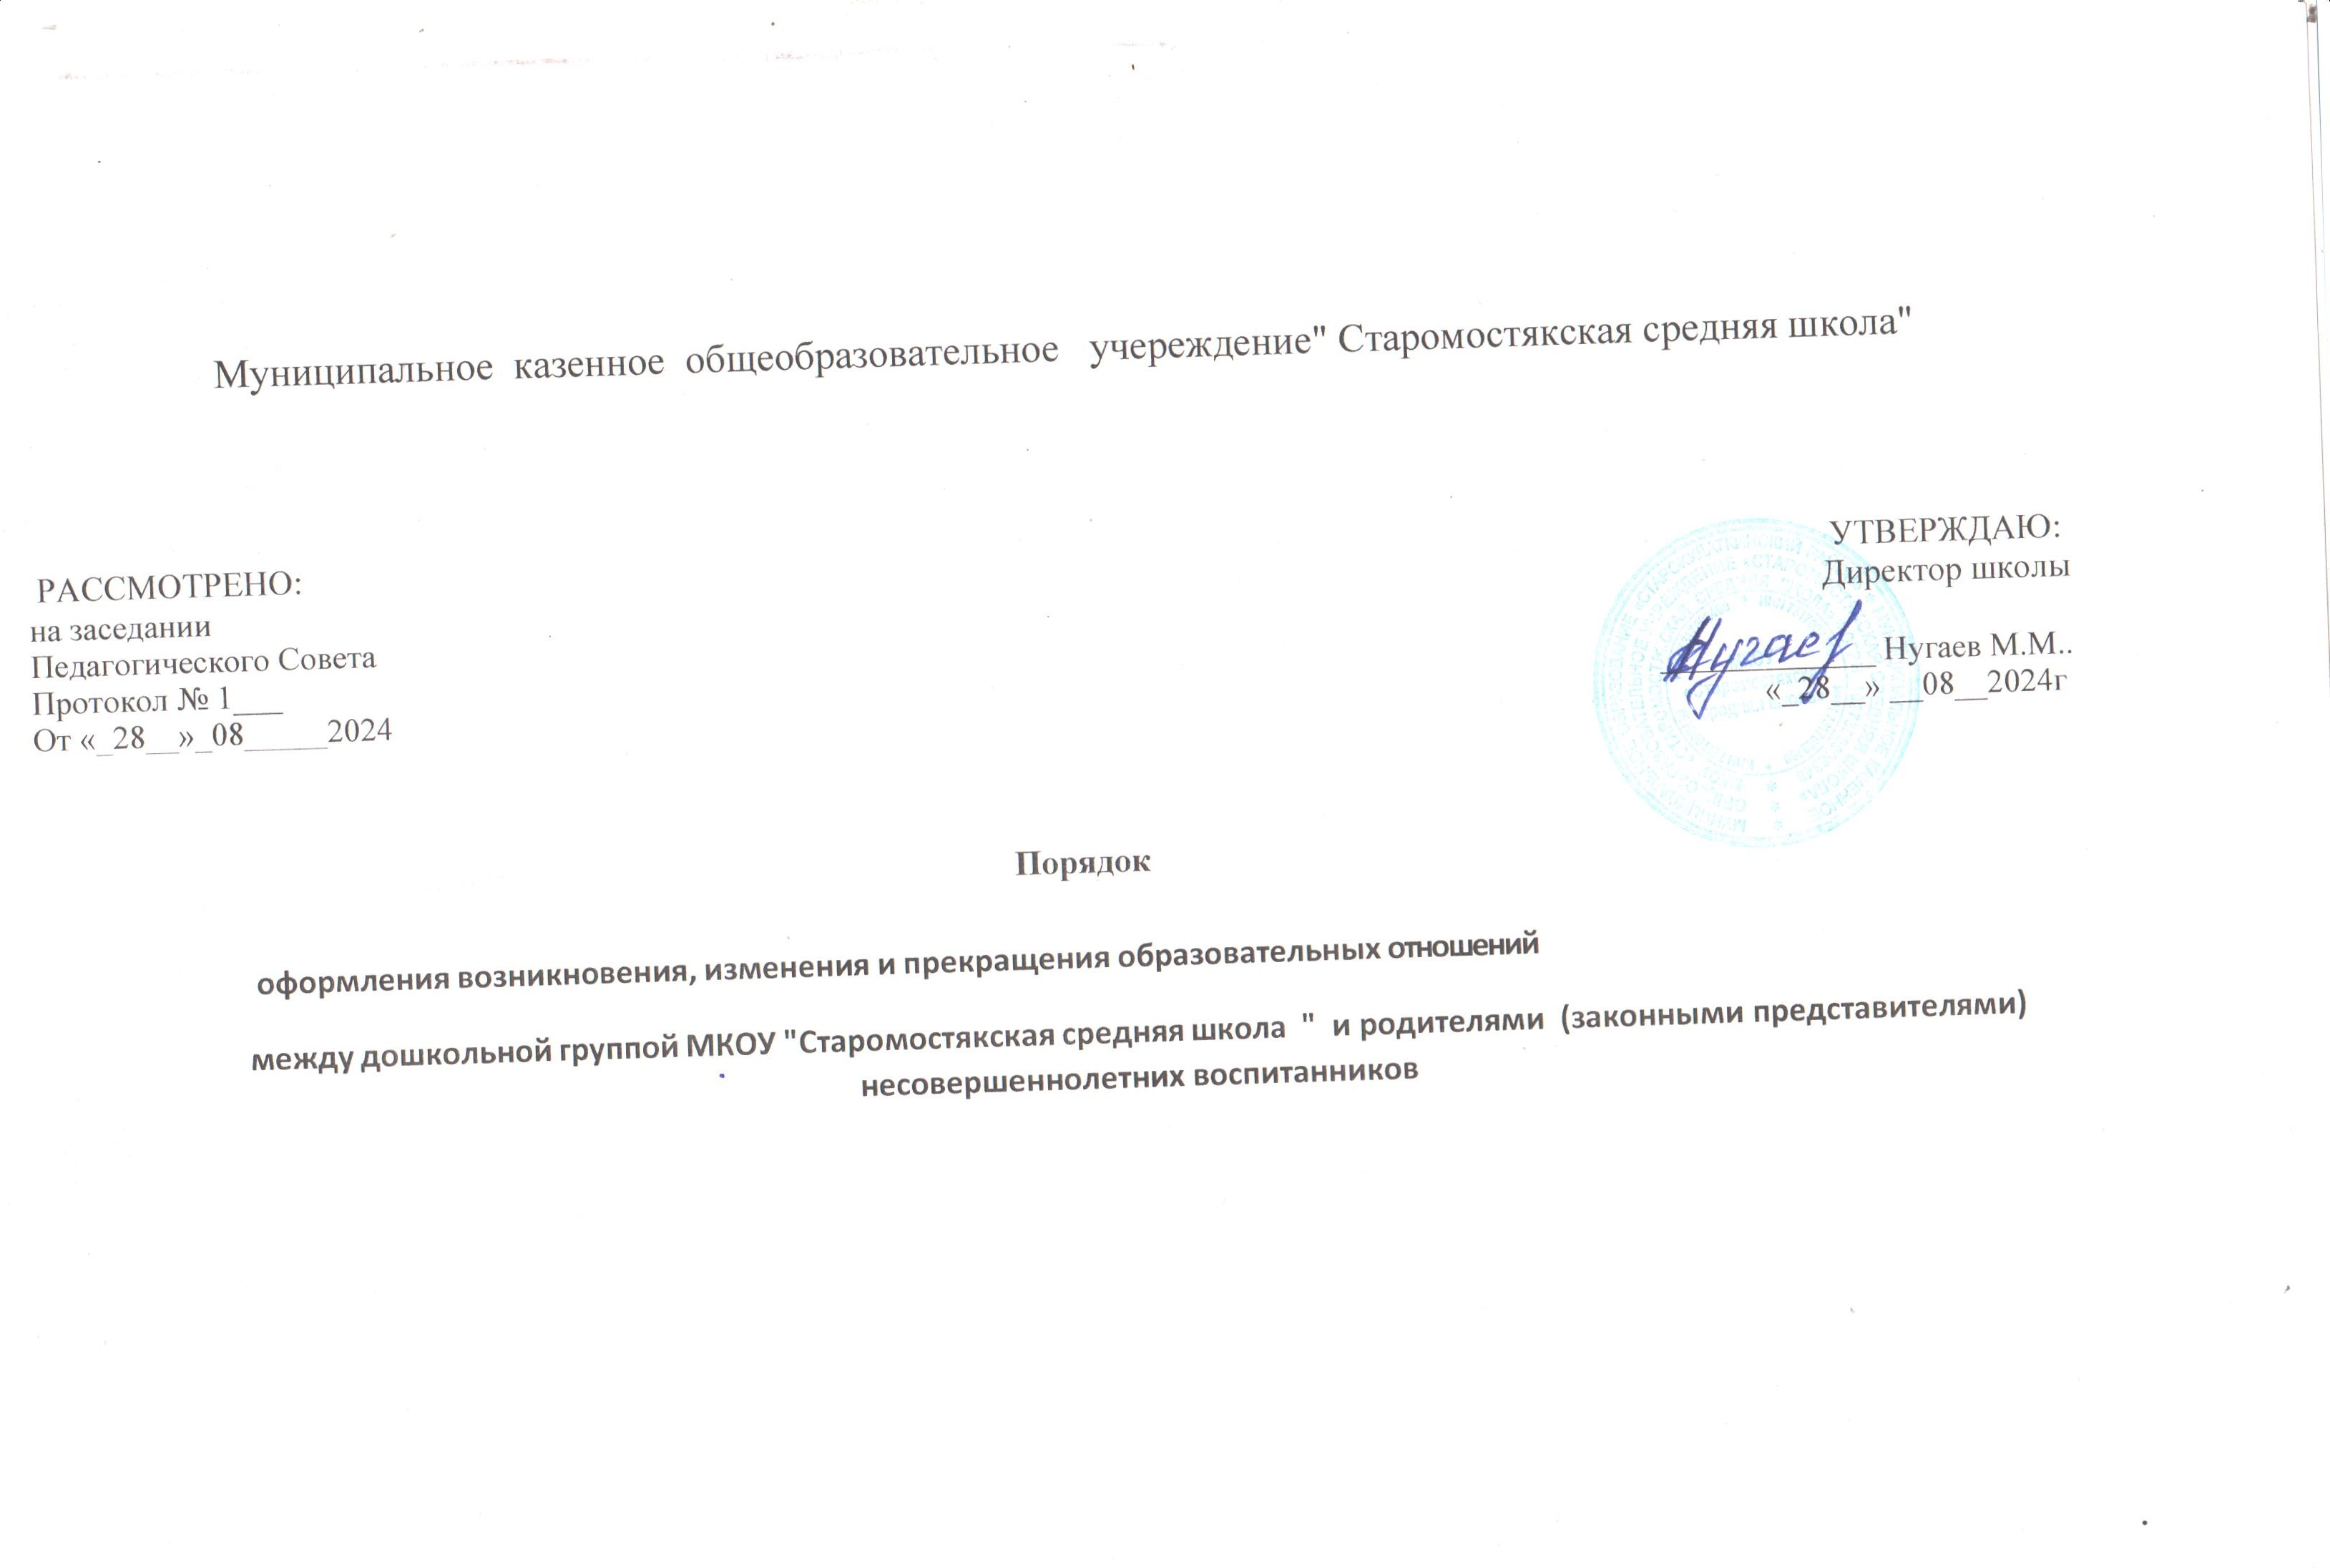 Муниципальное казенное общеобразовательное учереждение" Старомостякская средняя школа"
РАССМОТРЕНО:
на заседании
Педагогического Совета
Протокол № 1___
От «_28__»_08_____2024
УТВЕРЖДАЮ:
Директор школы
Нугаев
_____________ Нугаев М.М..
«_28__» __08__2024г
Порядок
оформления возникновения, изменения и прекращения образовательных отношений
между дошкольной группой МКОУ "Старомостякская средняя школа " и родителями (законными представителями)
несовершеннолетних воспитанников